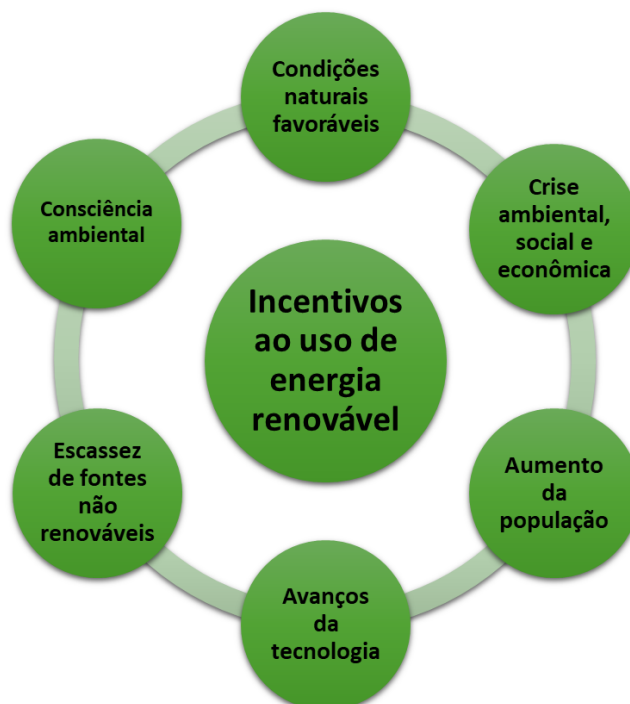 Condições
naturais
favoráveis
Crise
ambiental,
social e
econômica
Aumento
da
população
Avanços
da
tecnologia
Escassez
de fontes
não
renováveis
Consciência
ambiental
Incentivos
ao uso de
energia
renovável